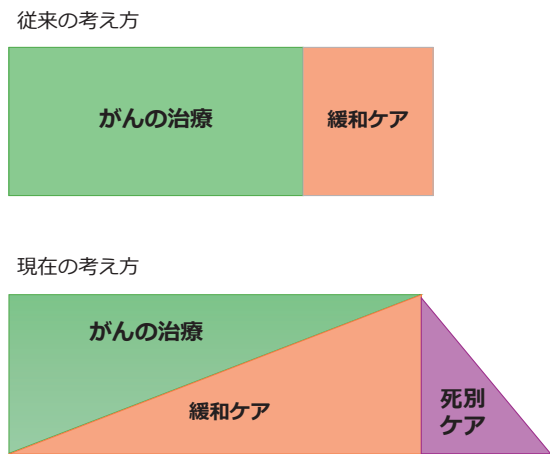 従来の考え方
がんの治療
緩和ケア
現在の考え方
がんの治療
緩和ケア
死別
ケア